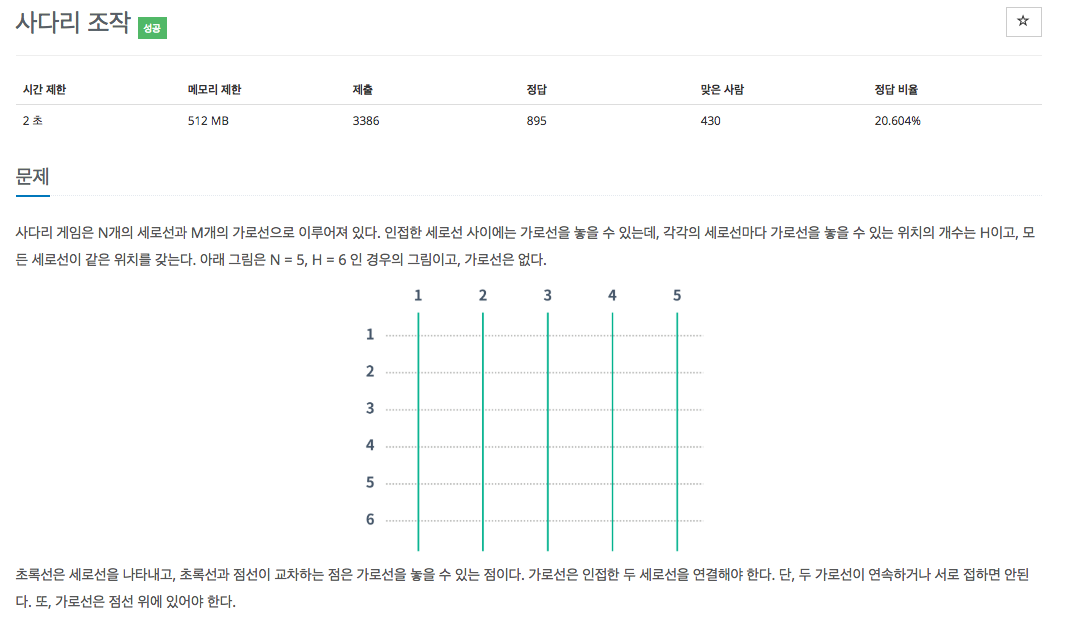 사다리 조작 성공
☆
시간 제한 메모리 제한 제출 정답 맞은 사람 정답 비율
2 초 512 MB 3386 895 430 20.604%
문제
사다리 게임은 N개의 세로선과 M개의 가로선으로 이루어져 있다. 인접한 세로선 사이에는 가로선을 놓을 수 있는데, 각각의 세로선마다 가로선을 놓을 수 있는 위치의 개수는 H이고, 모
든 세로선이 같은 위치를 갖는다. 아래 그림은 N = 5, H = 6 인 경우의 그림이고, 가로선은 없다.
1 2 3 4 5
1
2
3
4
5
6
초록선은 세로선을 나타내고, 초록선과 점선이 교차하는 점은 가로선을 놓을 수 있는 점이다. 가로선은 인접한 두 세로선을 연결해야 한다. 단, 두 가로선이 연속하거나 서로 접하면 안된
다. 또, 가로선은 점선 위에 있어야 한다.